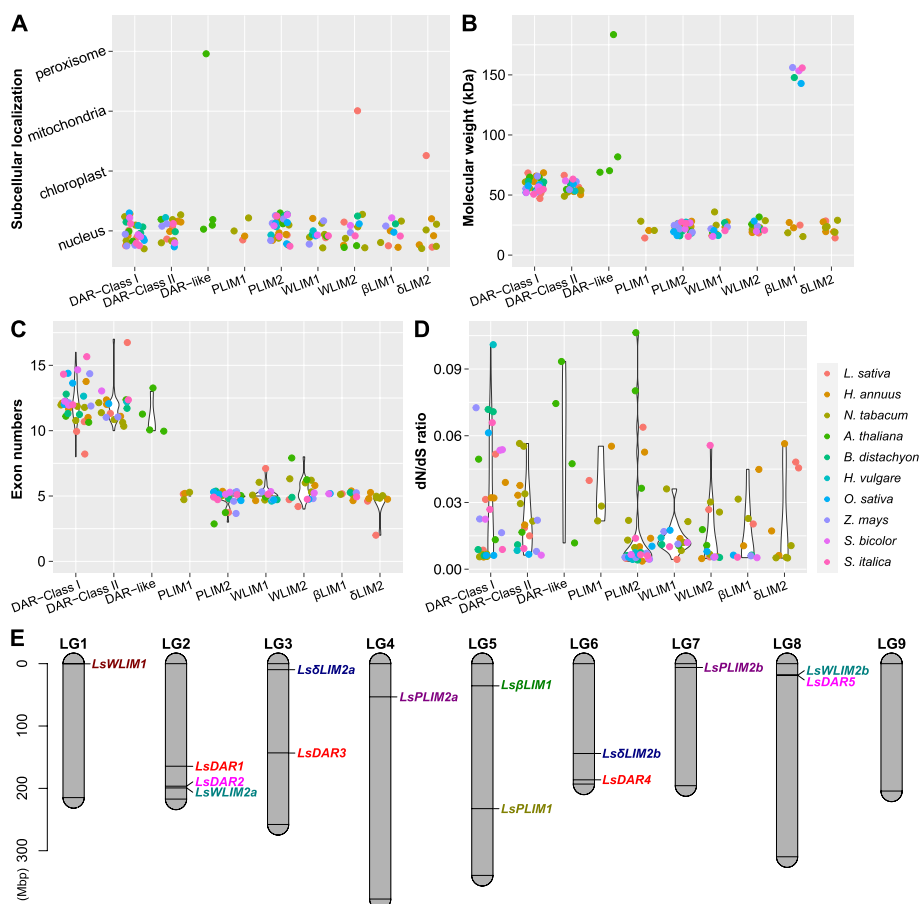 A
Subcellular localization
peroxisome
mitochondria
chloroplast
nucleus
DAR−Class I
DAR−Class II
DAR−like
PLIM1
PLIM2
WLIM1
WLIM2
βLIM1
δLIM2
B
Molecular weight (kDa)
150
100
50
0
DAR−Class I
DAR−Class II
DAR−like
PLIM1
PLIM2
WLIM1
WLIM2
βLIM1
δLIM2
C
Exon numbers
15
10
5
0
DAR−Class I
DAR−Class II
DAR−like
PLIM1
PLIM2
WLIM1
WLIM2
βLIM1
δLIM2
D
dN/dS ratio
0.09
0.06
0.03
0.00
DAR−Class I
DAR−Class II
DAR−like
PLIM1
PLIM2
WLIM1
WLIM2
βLIM1
δLIM2
L. sativa
H. annuus
N. tabacum
A. thaliana
B. distachyon
H. vulgare
O. sativa
Z. mays
S. bicolor
S. italica
E
LG1 LG2 LG3 LG4 LG5 LG6 LG7 LG8 LG9
0
100
200
300
(Mbp)
LsWLIM1
LsDAR1
LsDAR2
LsWLIM2a
LsδLIM2a
LsDAR3
LsPLIM2a
LsβLIM1
LsPLIM1
LsδLIM2b
LsDAR4
LsPLIM2b
LsWLIM2b
LsDAR5